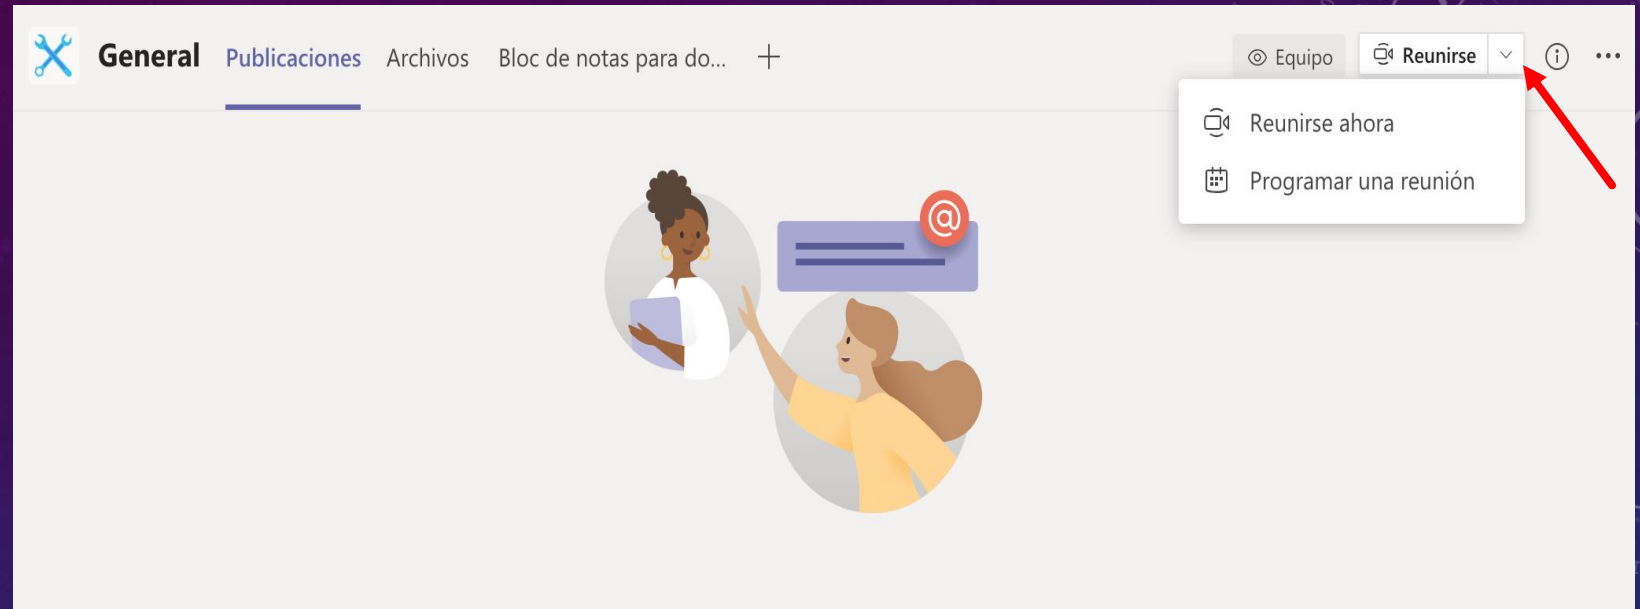 General Publicaciones Archivos Bloc de notas para do... Equipo Reunirse
Reunirse ahora
Programar una reunión
@